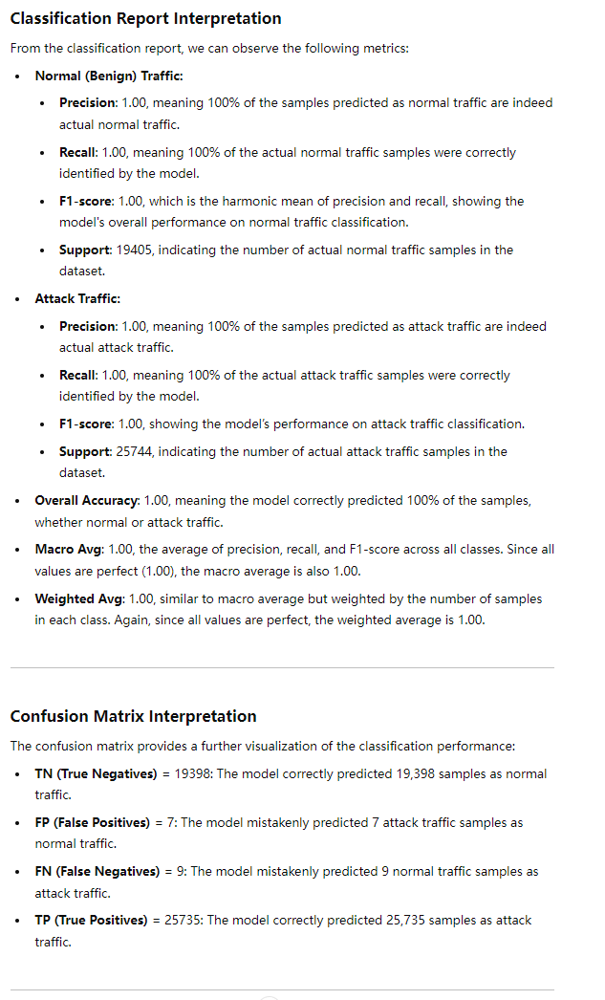 Classification Report Interpretation
From the classification report, we can observe the following metrics:
• Normal (Benign) Traffic:
• Precision: 1.00, meaning 100% of the samples predicted as normal traffic are indeed
actual normal traffic.
• Recall: 1.00, meaning 100% of the actual normal traffic samples were correctly
identified by the model.
• F1-score: 1.00, which is the harmonic mean of precision and recall, showing the
model's overall performance on normal traffic classification.
• Support: 19405, indicating the number of actual normal traffic samples in the
dataset.
• Attack Traffic:
• Precision: 1.00, meaning 100% of the samples predicted as attack traffic are indeed
actual attack traffic.
• Recall: 1.00, meaning 100% of the actual attack traffic samples were correctly
identified by the model.
• F1-score: 1.00, showing the model's performance on attack traffic classification.
• Support: 25744, indicating the number of actual attack traffic samples in the
dataset.
• Overall Accuracy: 1.00, meaning the model correctly predicted 100% of the samples,
whether normal or attack traffic.
• Macro Avg: 1.00, the average of precision, recall, and F1-score across all classes. Since all
values are perfect (1.00), the macro average is also 1.00.
• Weighted Avg: 1.00, similar to macro average but weighted by the number of samples
in each class. Again, since all values are perfect, the weighted average is 1.00.
Confusion Matrix Interpretation
The confusion matrix provides a further visualization of the classification performance:
• TN (True Negatives) = 19398: The model correctly predicted 19,398 samples as normal
traffic.
• FP (False Positives) = 7: The model mistakenly predicted 7 attack traffic samples as
normal traffic.
• FN (False Negatives) = 9: The model mistakenly predicted 9 normal traffic samples as
attack traffic.
• TP (True Positives) = 25735: The model correctly predicted 25,735 samples as attack
traffic.